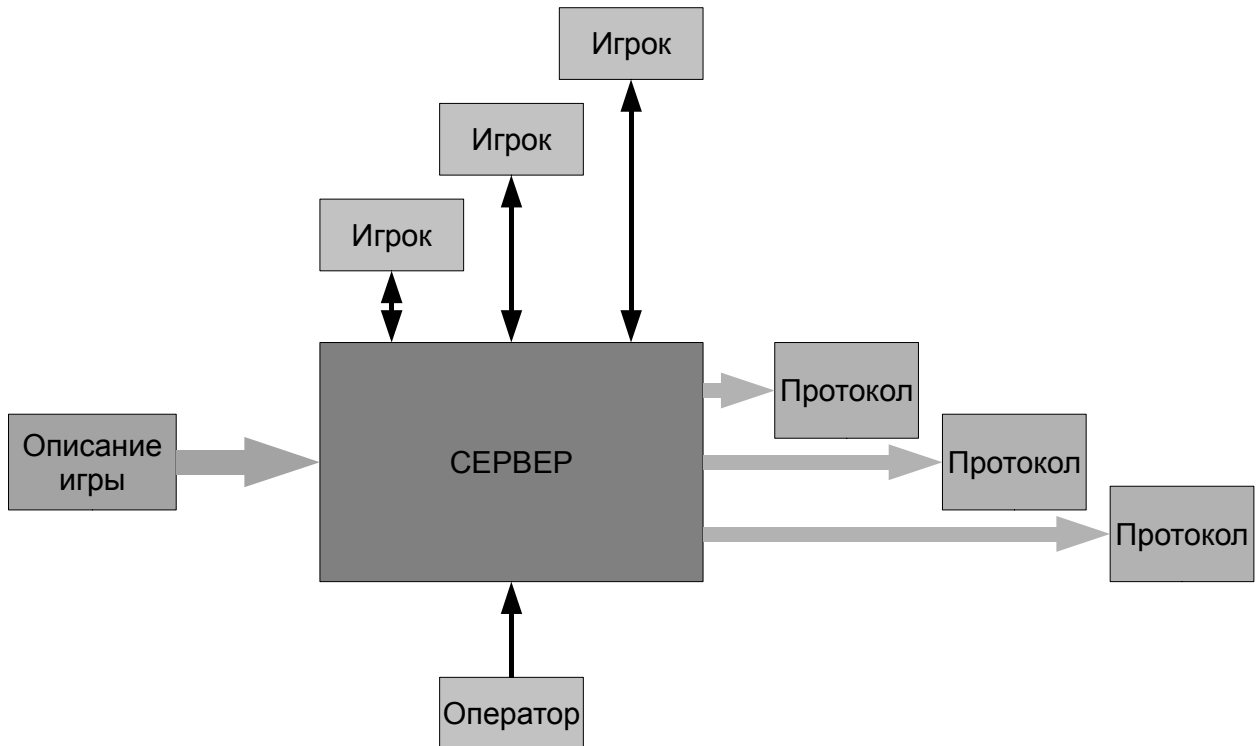 Игрок
Игрок
Игрок
Протокол
Описание
игры
СЕРВЕР
Протокол
Протокол
Оператор